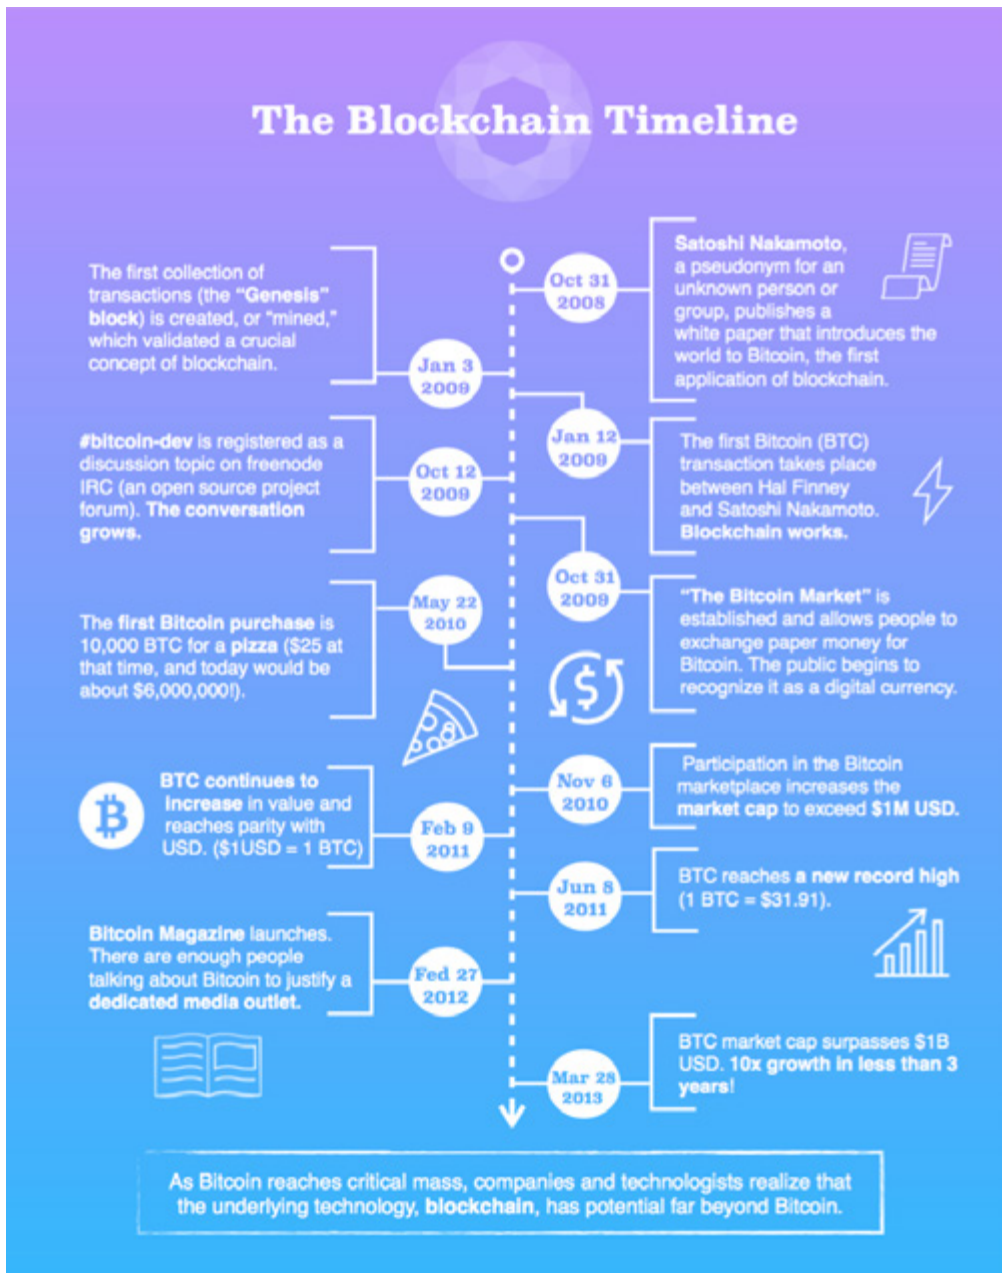 The Blockchain Timeline
Oct 31
2008
Satoshi Nakamoto,
a pseudonym for an
unknown person or
group, publishes a
white paper that introduces the
world to Bitcoin, the first
application of blockchain.
The first collection of
transactions (the “Genesis”
block) is created, or “mined,”
which validated a crucial
concept of blockchain.
Jan 3
2009
Jan 12
2009
The first Bitcoin (BTC)
transaction takes place
between Hal Finney
and Satoshi Nakamoto.
Blockchain works.
#bitcoin-dev is registered as a
discussion topic on freenode
IRC (an open source project
forum). The conversation
grows.
Oct 12
2009
Oct 31
2009
“The Bitcoin Market” is
established and allows people to
exchange paper money for
Bitcoin. The public begins to
recognize it as a digital currency.
The first Bitcoin purchase is
10,000 BTC for a pizza ($25 at
that time, and today would be
about $6,000,000!).
May 22
2010
Nov 6
2010
Participation in the Bitcoin
marketplace increases the
market cap to exceed $1M USD.
BTC continues to
increase in value and
reaches parity with
USD. ($1USD = 1 BTC)
Feb 9
2011
Jun 8
2011
BTC reaches a new record high
(1 BTC = $31.91).
Bitcoin Magazine launches.
There are enough people
talking about Bitcoin to justify a
dedicated media outlet.
Fed 27
2012
Mar 28
2013
BTC market cap surpasses $1B
USD. 10x growth in less than 3
years!
As Bitcoin reaches critical mass, companies and technologists realize that
the underlying technology, blockchain, has potential far beyond Bitcoin.